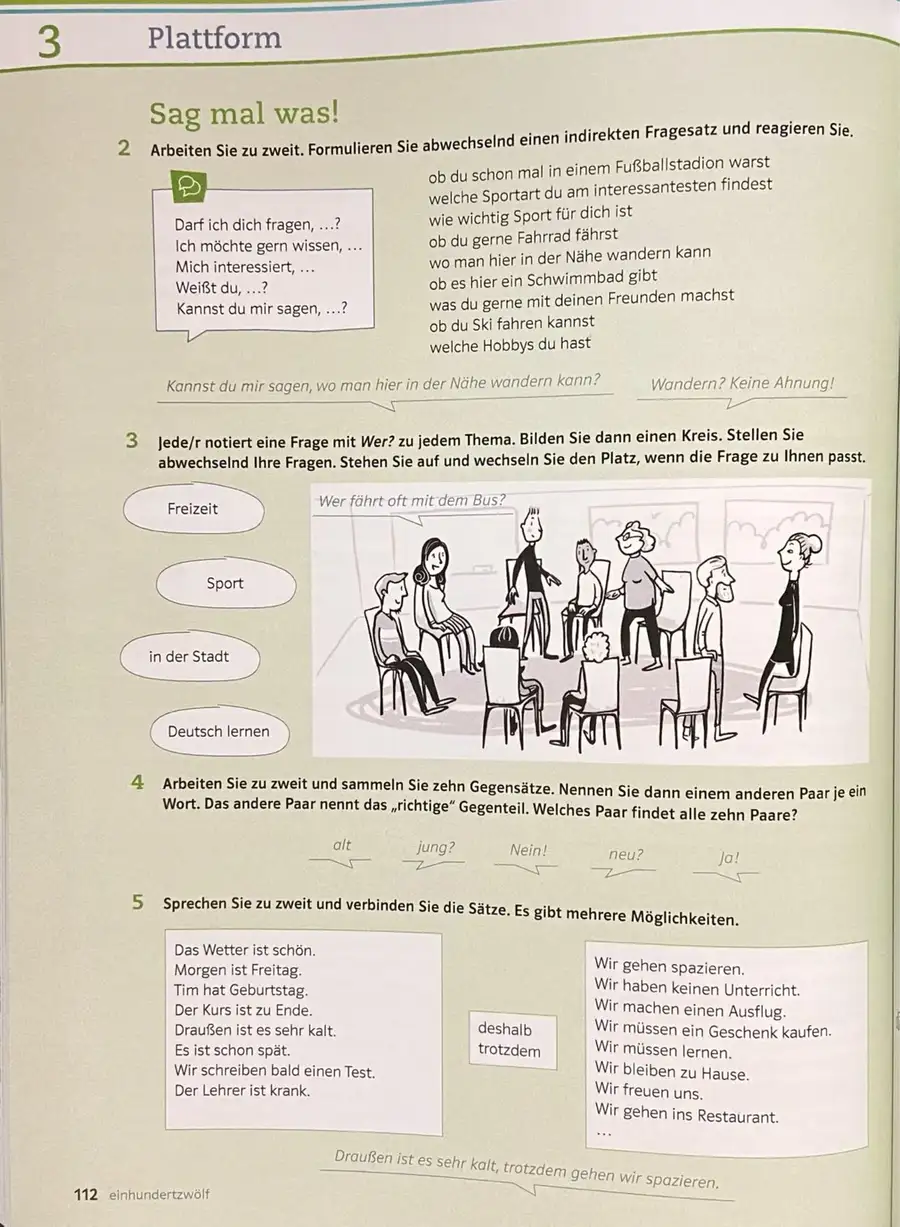 3 Plattform
Sag mal was!
2 Arbeiten Sie zu zweit. Formulieren Sie abwechselnd einen indirekten Fragesatz und reagieren Sie.
Darf ich dich fragen, …?
Ich möchte gern wissen, …
Mich interessiert, …
Weißt du, …?
Kannst du mir sagen, …?
ob du schon mal in einem Fußballstadion warst
welche Sportart du am interessantesten findest
wie wichtig Sport für dich ist
ob du gerne Fahrrad fährst
wo man hier in der Nähe wandern kann
ob es hier ein Schwimmbad gibt
was du gerne mit deinen Freunden machst
ob du Ski fahren kannst
welche Hobbys du hast
Kannst du mir sagen, wo man hier in der Nähe wandern kann?
Wandern? Keine Ahnung!
3 Jede/r notiert eine Frage mit Wer? zu jedem Thema. Bilden Sie dann einen Kreis. Stellen Sie
abwechselnd Ihre Fragen. Stehen Sie auf und wechseln Sie den Platz, wenn die Frage zu Ihnen passt.
Freizeit
Sport
in der Stadt
Deutsch lernen
Wer fährt oft mit dem Bus?
4 Arbeiten Sie zu zweit und sammeln Sie zehn Gegensätze. Nennen Sie dann einem anderen Paar je ein
Wort. Das andere Paar nennt das „richtige“ Gegenteil. Welches Paar findet alle zehn Paare?
alt
jung?
Nein!
neu?
Ja!
5 Sprechen Sie zu zweit und verbinden Sie die Sätze. Es gibt mehrere Möglichkeiten.
Das Wetter ist schön.
Morgen ist Freitag.
Tim hat Geburtstag.
Der Kurs ist zu Ende.
Draußen ist es sehr kalt.
Es ist schon spät.
Wir schreiben bald einen Test.
Der Lehrer ist krank.
deshalb
trotzdem
Wir gehen spazieren.
Wir haben keinen Unterricht.
Wir machen einen Ausflug.
Wir müssen ein Geschenk kaufen.
Wir müssen lernen.
Wir bleiben zu Hause.
Wir freuen uns.
Wir gehen ins Restaurant.
…
Draußen ist es sehr kalt, trotzdem gehen wir spazieren.
112 einhundertzwölf